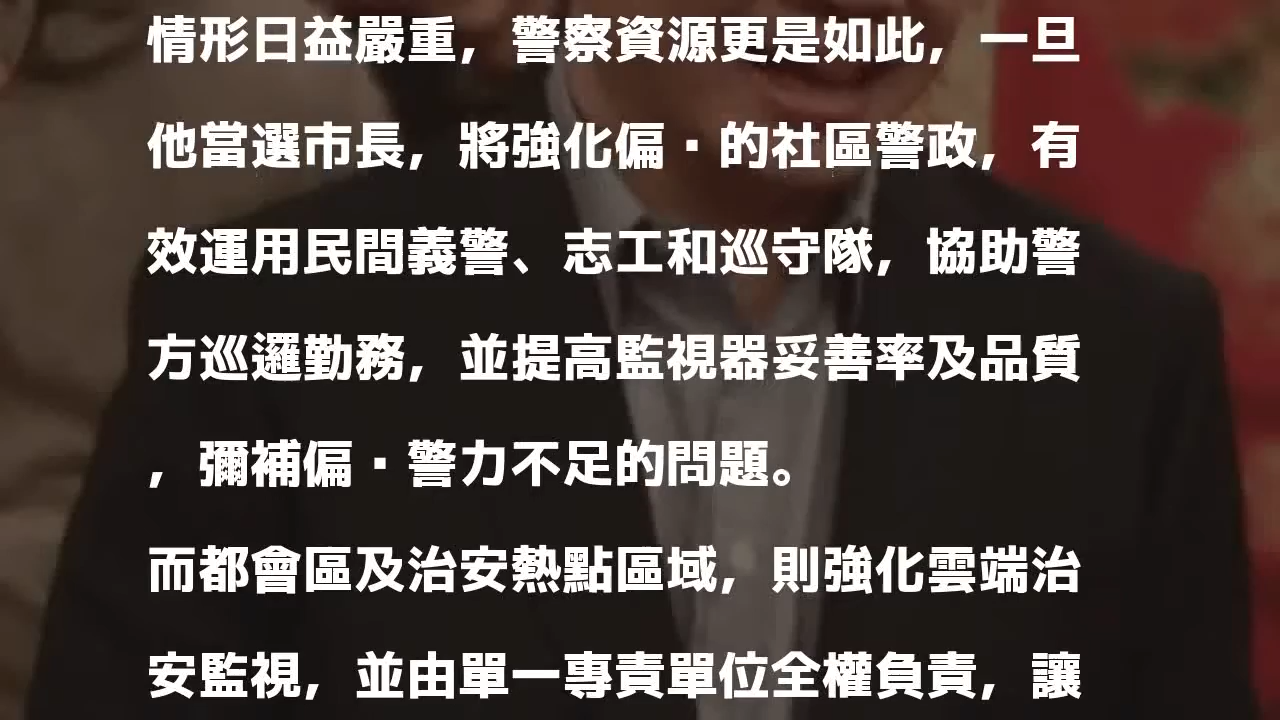 情形日益嚴重，警察資源更是如此，一旦
他當選市長，將強化偏▪的社區警政，有
效運用民間義警、志工和巡守隊，協助警
方巡邏勤務，並提高監視器妥善率及品質
，彌補偏▪警力不足的問題。
而都會區及治安熱點區域，則強化雲端治
安監視，並由單一專責單位全權負責，讓